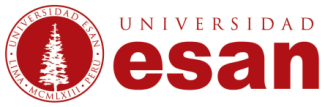 UNIVERSIDAD ESAN
LIMA · MCMLXIII · PERU
UNIVERSIDAD
esan